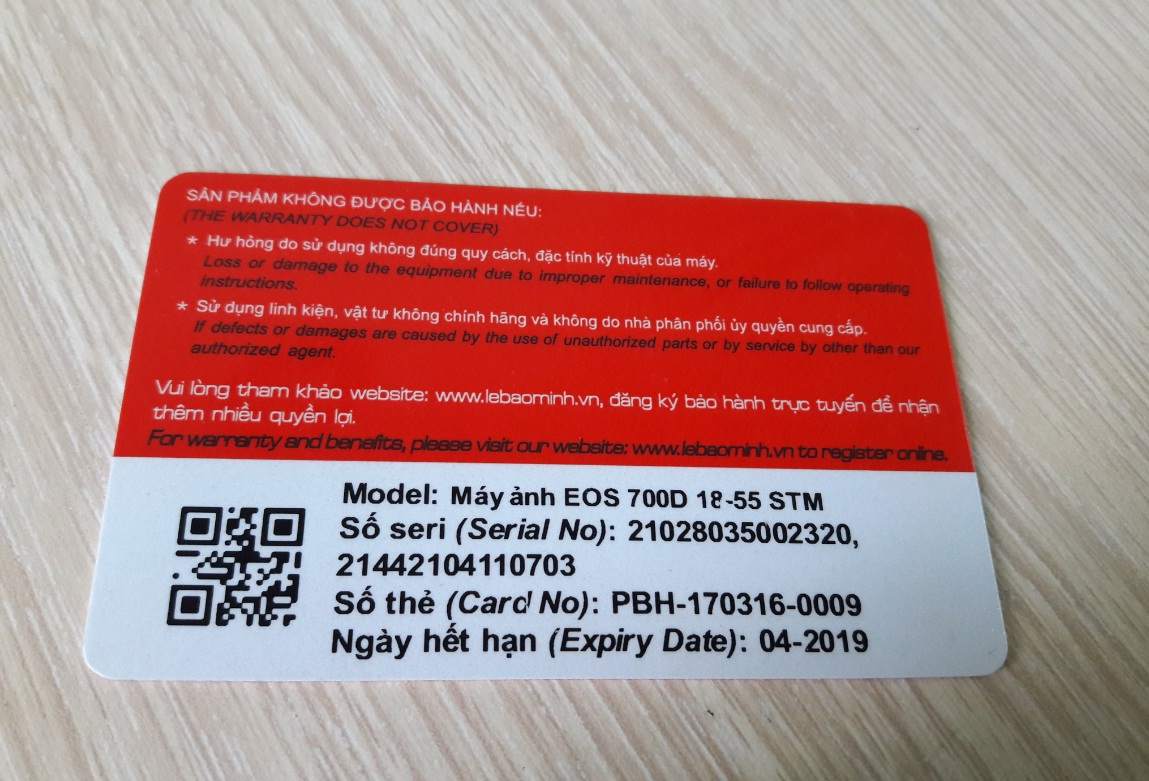 SẢN PHẨM KHÔNG ĐƯỢC BẢO HÀNH NẾU:
(THE WARRANTY DOES NOT COVER)
* Hư hỏng do sử dụng không đúng quy cách, đặc tính kỹ thuật của máy.
Loss or damage to the equipment due to improper maintenance, or failure to follow operating
instructions.
* Sử dụng linh kiện, vật tư không chính hãng và không do nhà phân phối ủy quyền cung cấp.
If defects or damages are caused by the use of unauthorized parts or by service by other than our
authorized agent.
Vui lòng tham khảo website: www.lebaominh.vn, đăng ký bảo hành trực tuyến để nhận
thêm nhiều quyền lợi.
For warranty and benefits, please visit our website: www.lebaominh.vn to register online.
Model: Máy ảnh EOS 700D 18-55 STM
Số seri (Serial No): 21028035002320,
21442104110703
Số thẻ (Card No): PBH-170316-0009
Ngày hết hạn (Expiry Date): 04-2019